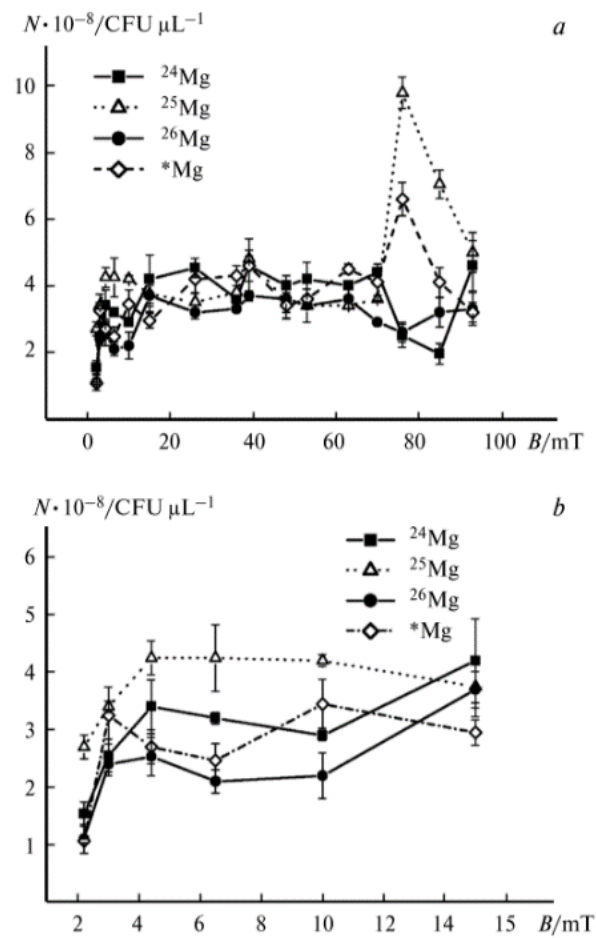 N·10⁻⁸/CFU μL⁻¹ a
²⁴Mg
²⁵Mg
²⁶Mg
*Mg
10
8
6
4
2
0 20 40 60 80 100 B/mT
N·10⁻⁸/CFU μL⁻¹ b
²⁴Mg
²⁵Mg
²⁶Mg
*Mg
6
5
4
3
2
1
2 4 6 8 10 12 14 15 B/mT